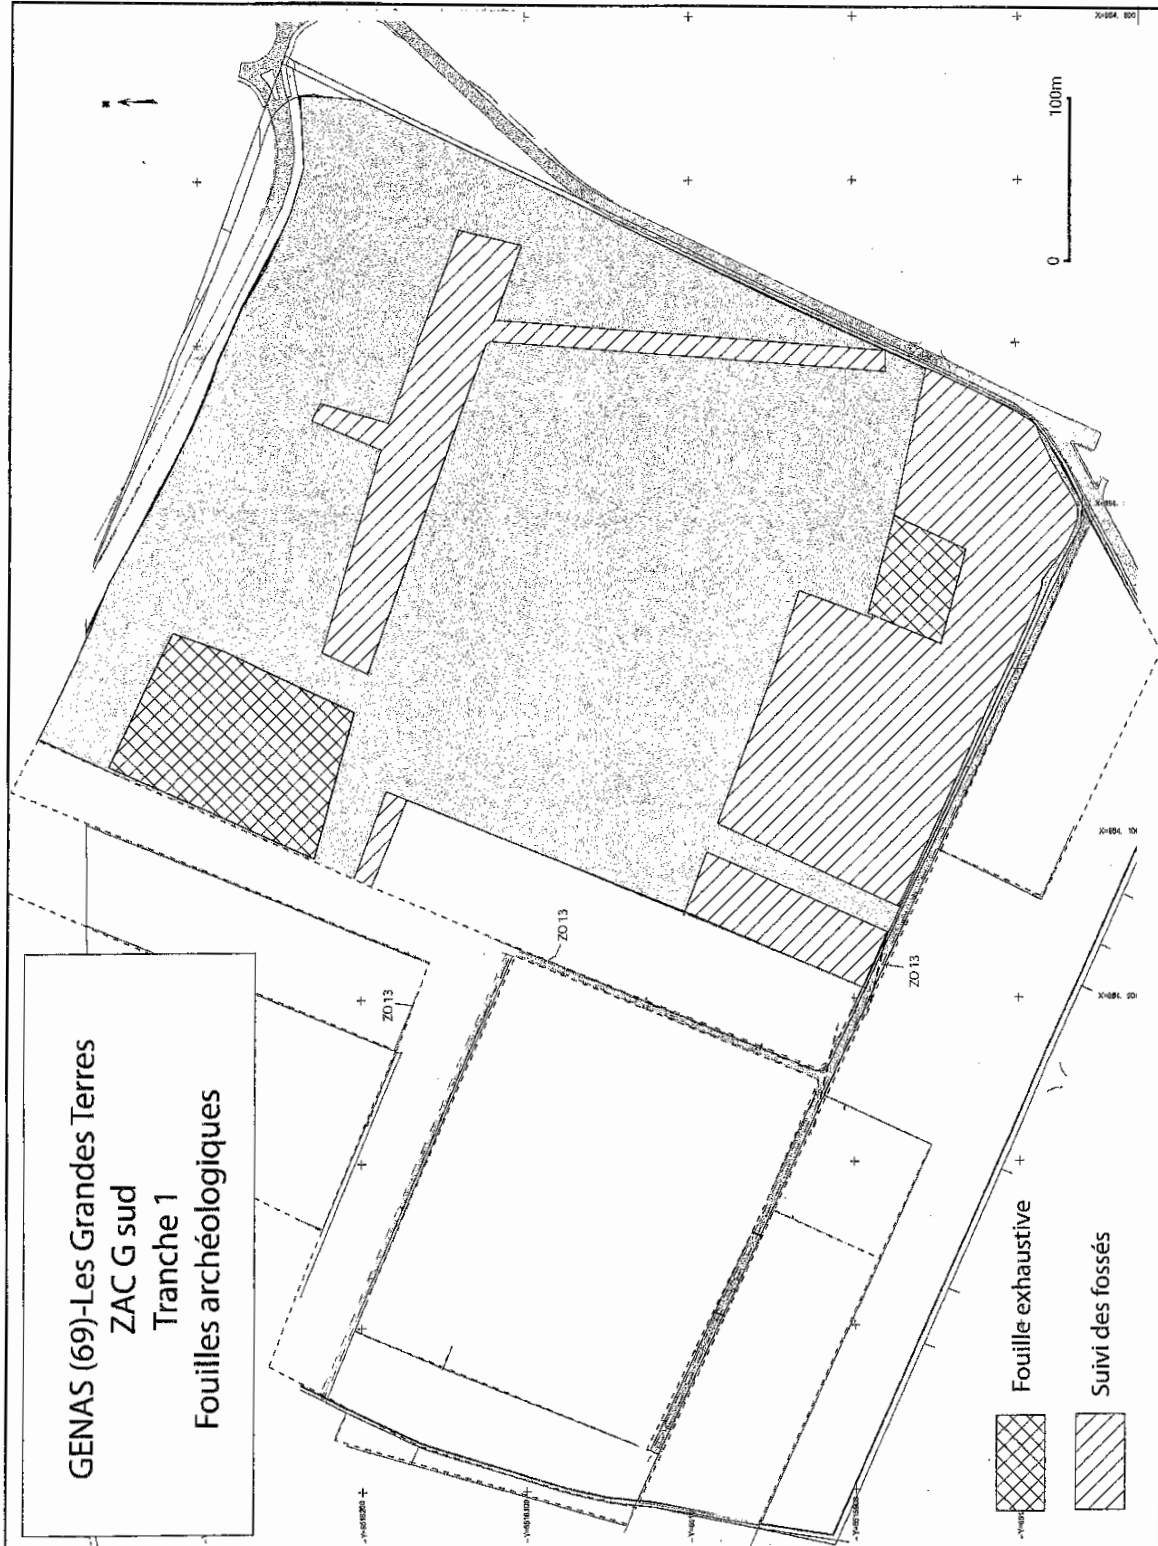 GENAS (69)-Les Grandes Terres
ZAC G sud
Tranche 1
Fouilles archéologiques
ZO 13
ZO 13
ZO 13
0
100m
Fouille exhaustive
Suivi des fossés